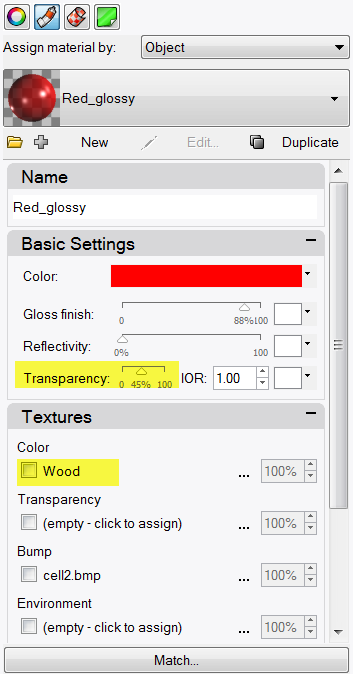 Assign material by: Object
Red_glossy
New Edit... Duplicate
Name
Red_glossy
Basic Settings
Color:
Gloss finish: 0 88% 100
Reflectivity: 0% 100
Transparency: 0 45% 100 IOR: 1.00
Textures
Color
Wood ... 100%
Transparency
(empty - click to assign) ... 100%
Bump
cell2.bmp ... 100%
Environment
(empty - click to assign) ... 100%
Match...